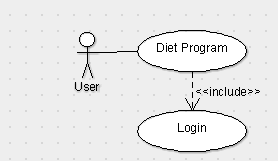 Diet Program
User
<<include>>
Login